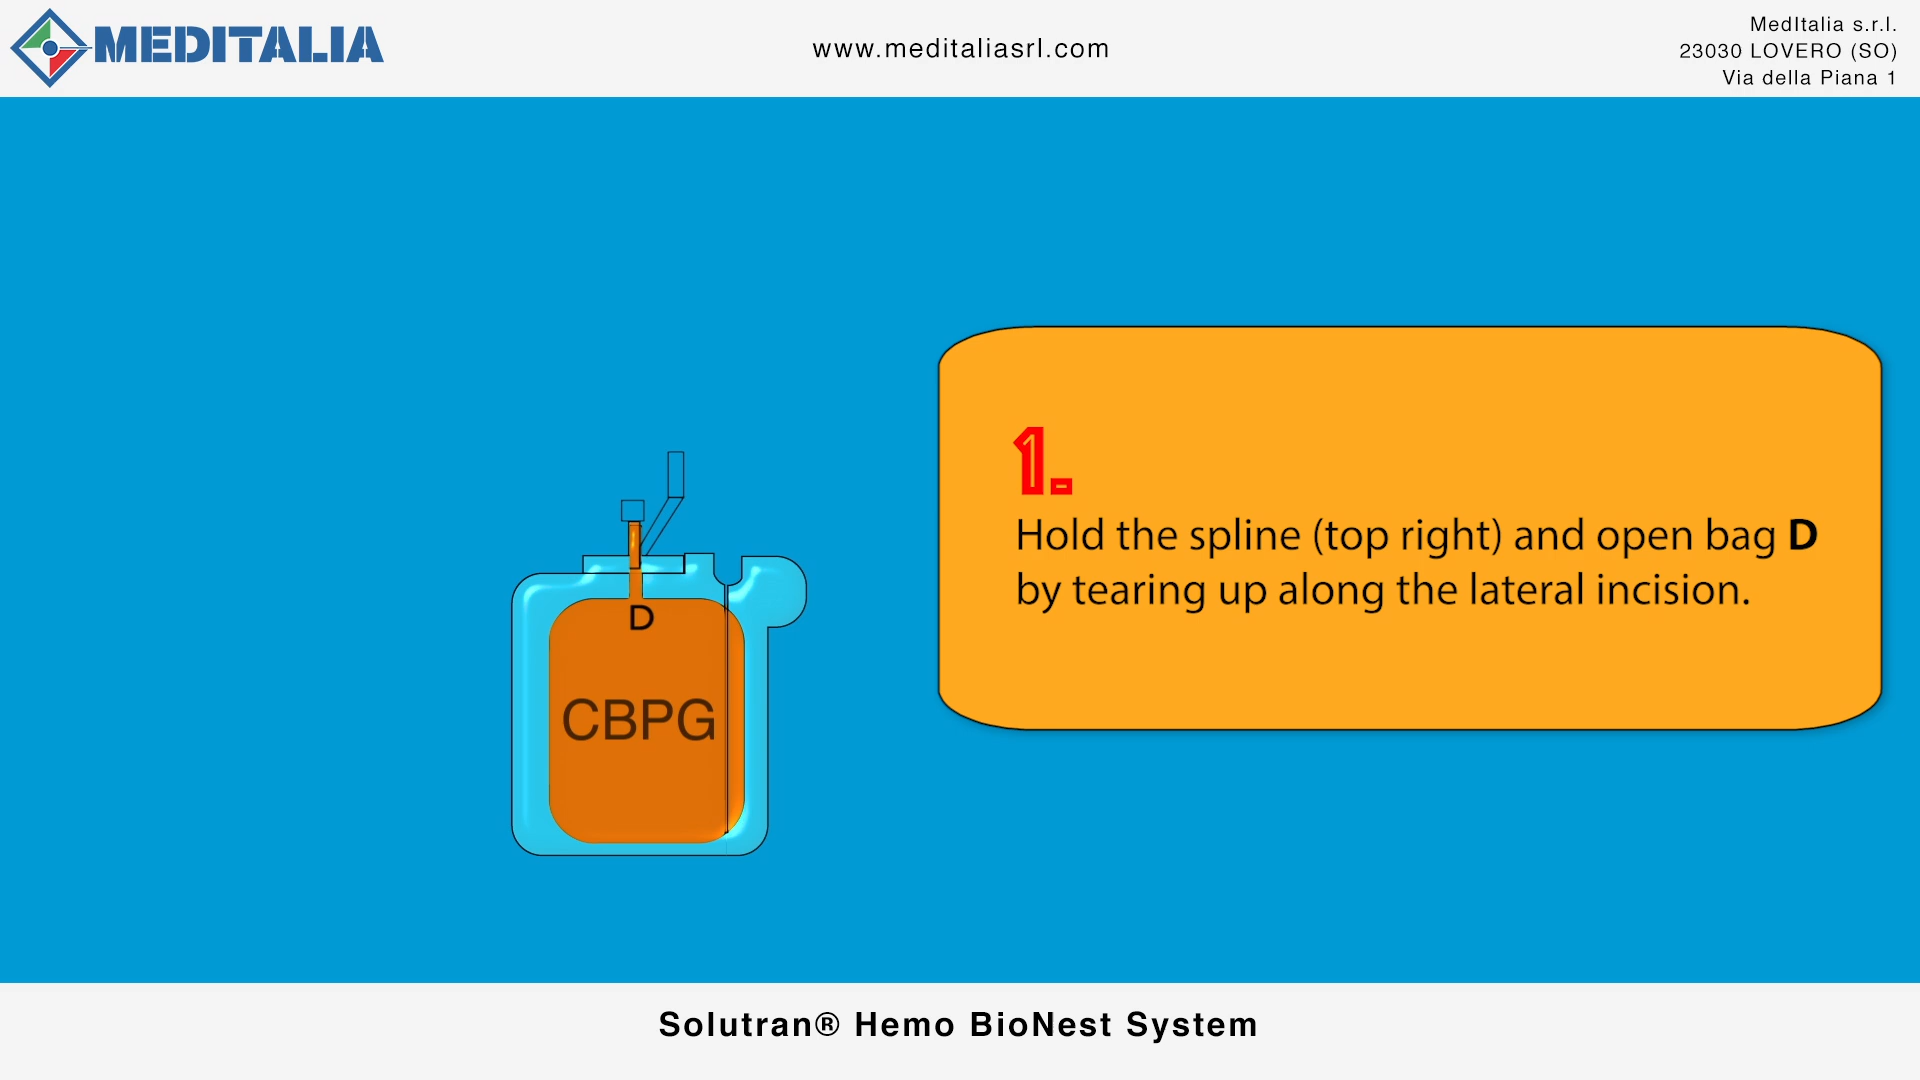 MEDITALIA
www.meditaliasrl.com
MedItalia s.r.l.
23030 LOVERO (SO)
Via della Piana 1
1.
Hold the spline (top right) and open bag D
by tearing up along the lateral incision.
D
CBPG
Solutran® Hemo BioNest System